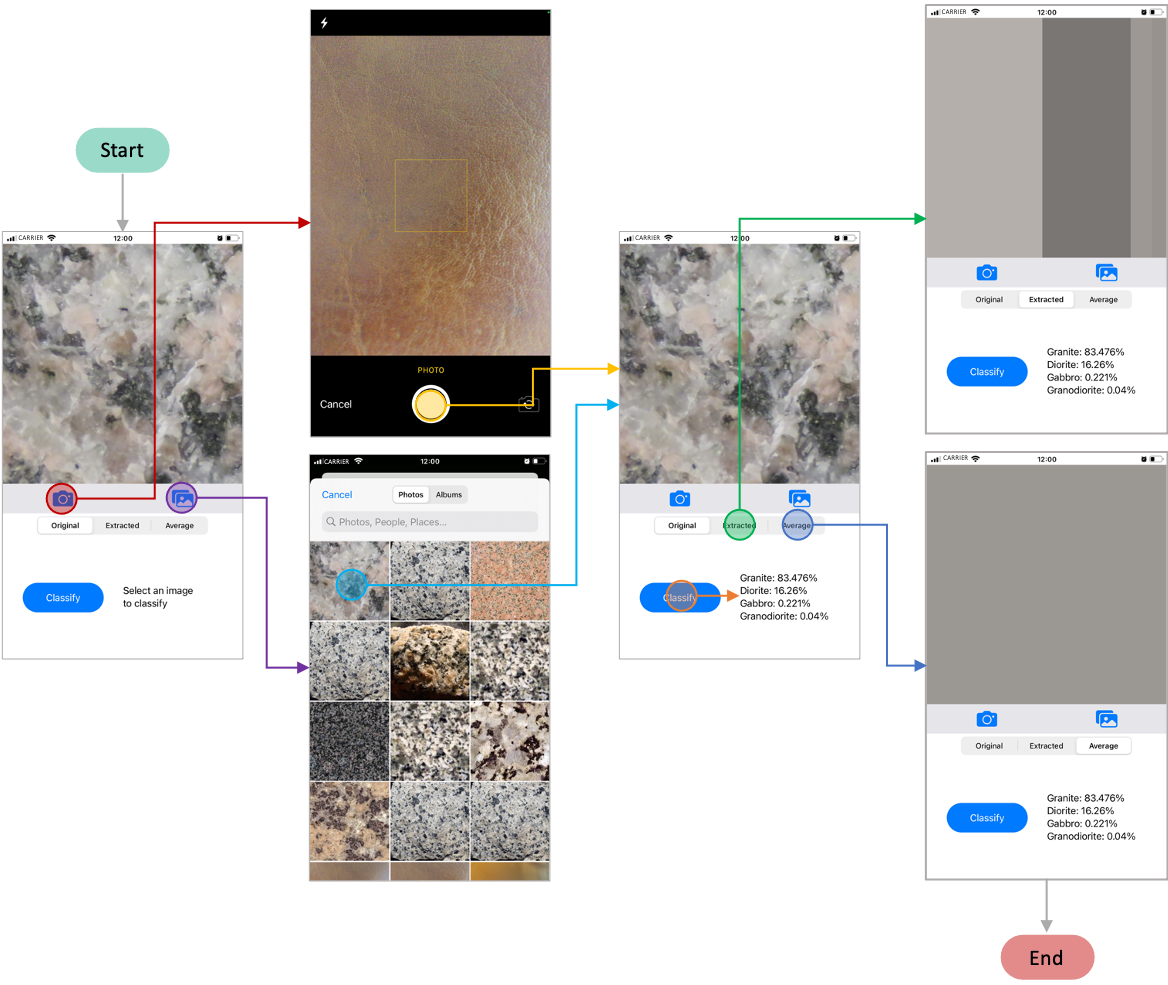 Start
CARRIER 12:00
Original Extracted Average
Classify
Select an image
to classify
PHOTO
Cancel
CARRIER 12:00
Cancel
Photos Albums
Photos, People, Places...
CARRIER 12:00
Original Extracted Average
Classify
Granite: 83.476%
Diorite: 16.26%
Gabbro: 0.221%
Granodiorite: 0.04%
CARRIER 12:00
Original Extracted Average
Classify
Granite: 83.476%
Diorite: 16.26%
Gabbro: 0.221%
Granodiorite: 0.04%
CARRIER 12:00
Original Extracted Average
Classify
Granite: 83.476%
Diorite: 16.26%
Gabbro: 0.221%
Granodiorite: 0.04%
End